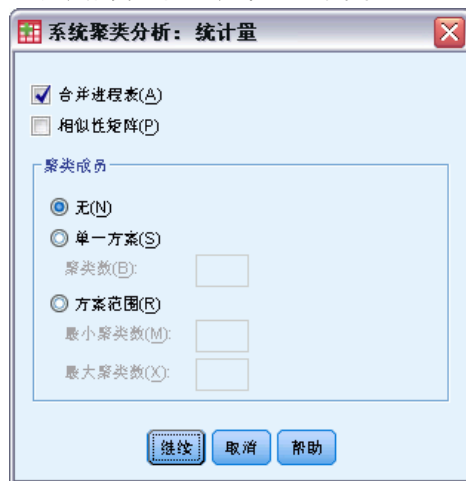 系统聚类分析：统计量
合并进程表(A)
相似性矩阵(P)
聚类成员
无(N)
单一方案(S)
聚类数(B):
方案范围(R)
最小聚类数(M):
最大聚类数(X):
继续 取消 帮助